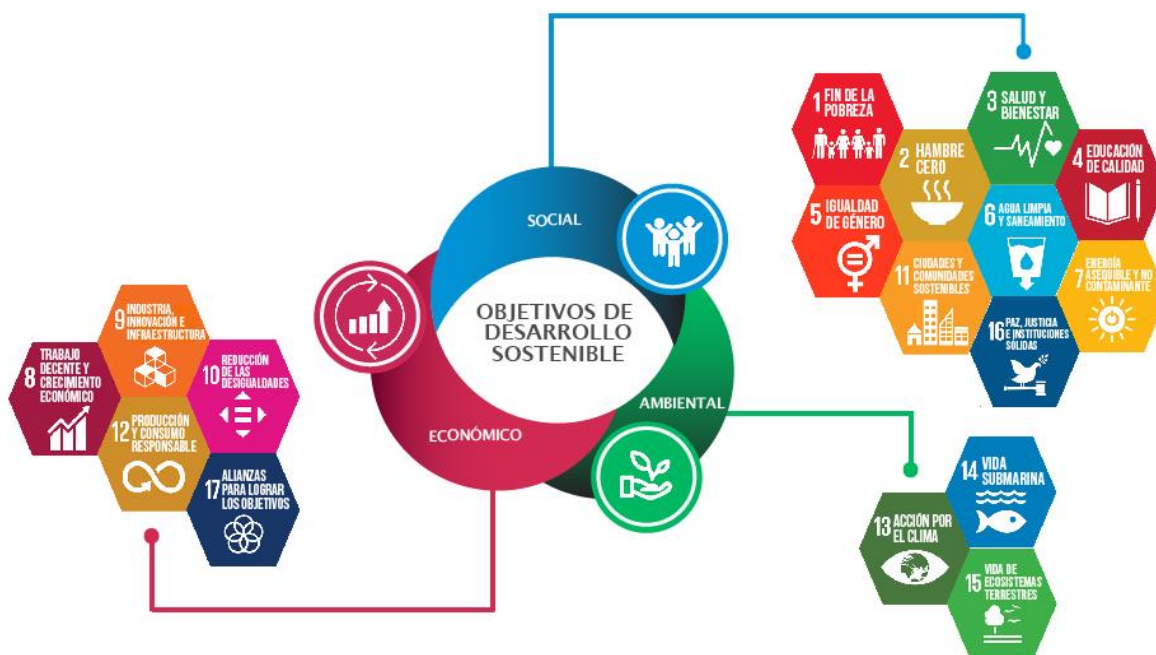 SOCIAL
OBJETIVOS DE
DESARROLLO
SOSTENIBLE
ECONÓMICO
AMBIENTAL
1 FIN DE LA
POBREZA
2 HAMBRE
CERO
3 SALUD Y
BIENESTAR
4 EDUCACIÓN
DE CALIDAD
5 IGUALDAD
DE GÉNERO
6 AGUA LIMPIA
Y SANEAMIENTO
11 CIUDADES Y
COMUNIDADES
SOSTENIBLES
7 ENERGÍA
ASEQUIBLE Y NO
CONTAMINANTE
16 PAZ, JUSTICIA
E INSTITUCIONES
SÓLIDAS
9 INDUSTRIA,
INNOVACIÓN E
INFRAESTRUCTURA
8 TRABAJO
DECENTE Y
CRECIMIENTO
ECONÓMICO
10 REDUCCIÓN
DE LAS
DESIGUALDADES
12 PRODUCCIÓN
Y CONSUMO
RESPONSABLE
17 ALIANZAS
PARA LOGRAR
LOS OBJETIVOS
14 VIDA
SUBMARINA
13 ACCIÓN POR
EL CLIMA
15 VIDA DE
ECOSISTEMAS
TERRESTRES